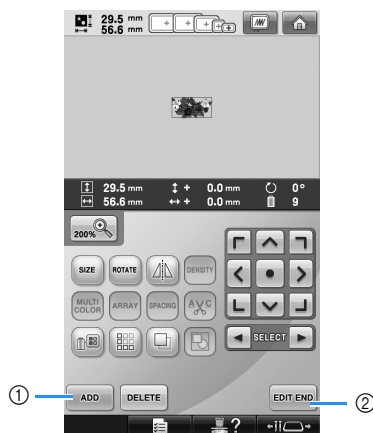 29.5 mm
56.6 mm
29.5 mm 0.0 mm 0°
56.6 mm + 0.0 mm 9
200%
SIZE ROTATE DENSITY
MULTI COLOR ARRAY SPACING A C
SELECT
① ADD DELETE EDIT END ②
?